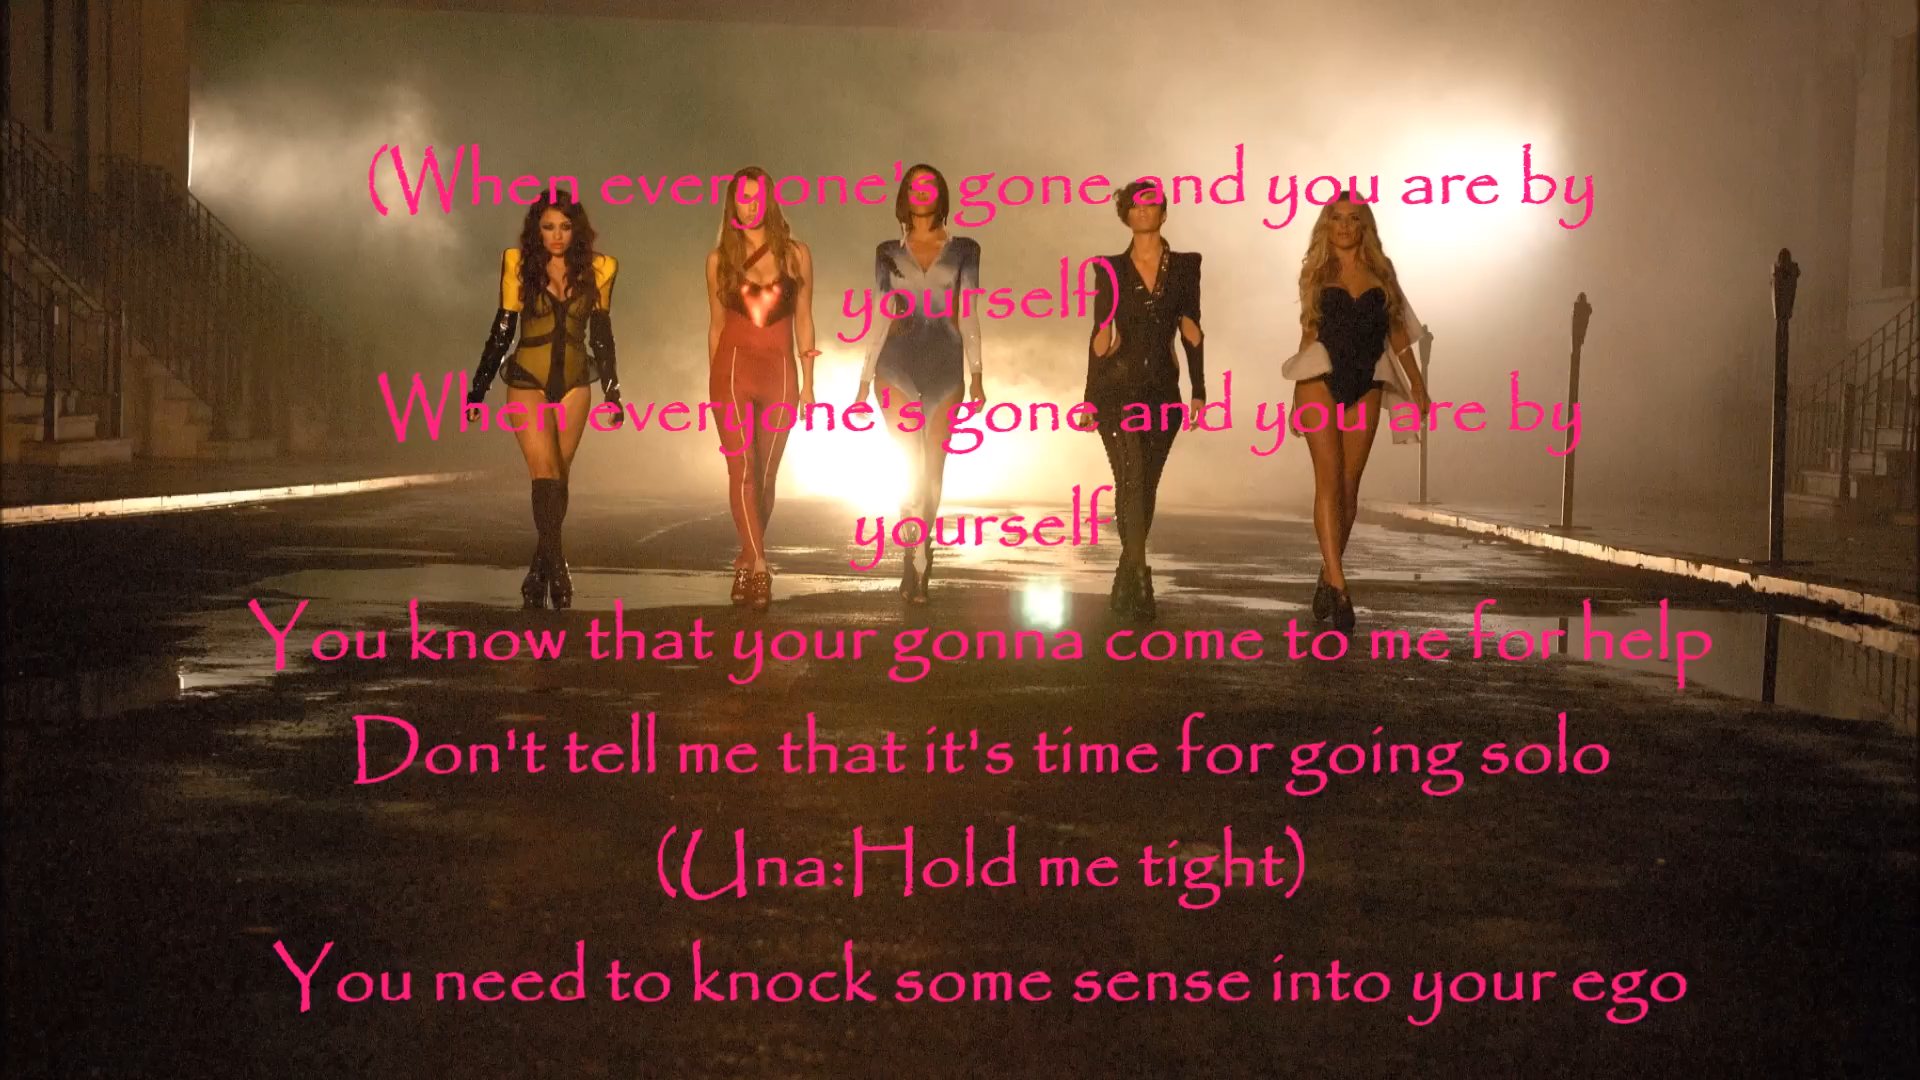 (When everyone's gone and you are by
yourself)
When everyone's gone and you are by
yourself
You know that your gonna come to me for help
Don't tell me that it's time for going solo
(Una:Hold me tight)
You need to knock some sense into your ego